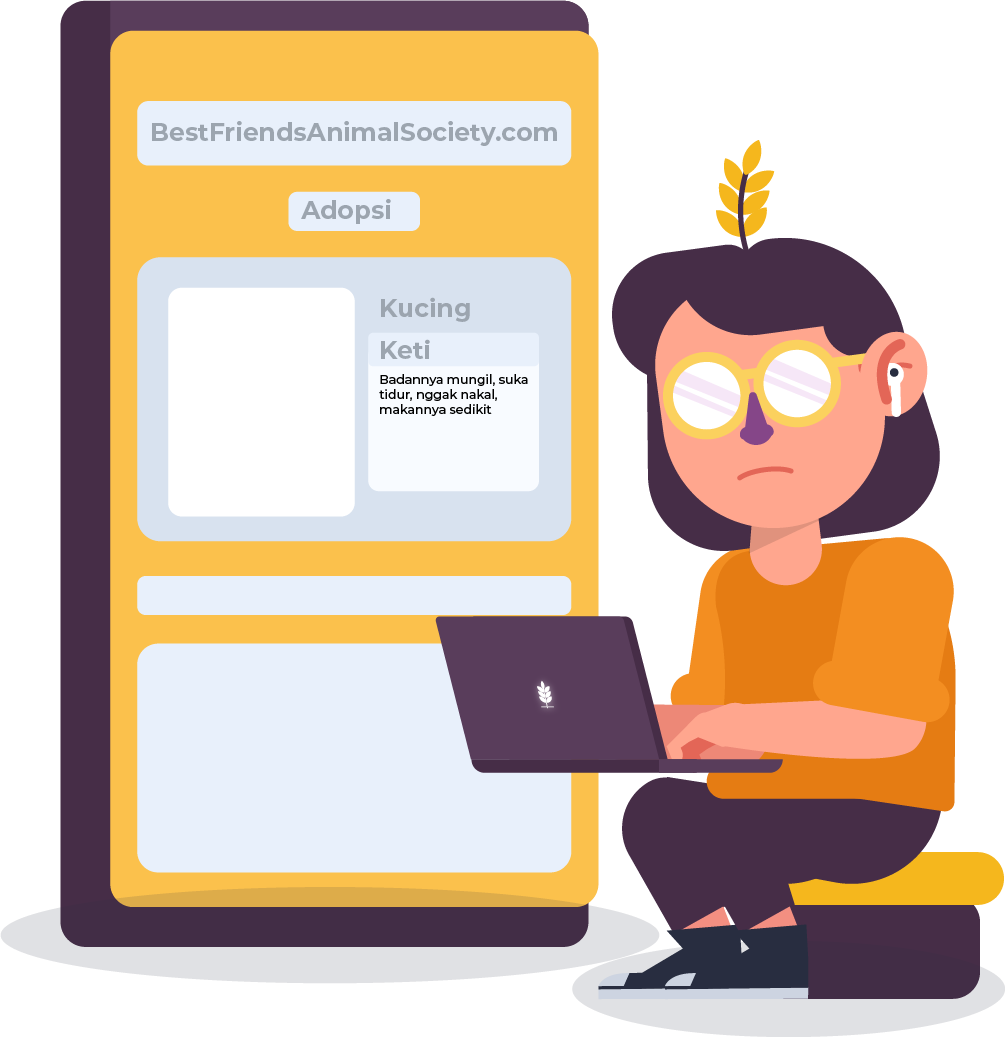 BestFriendsAnimalSociety.com
Adopsi
Kucing
Keti
Badannya mungil, suka
tidur, nggak nakal,
makannya sedikit